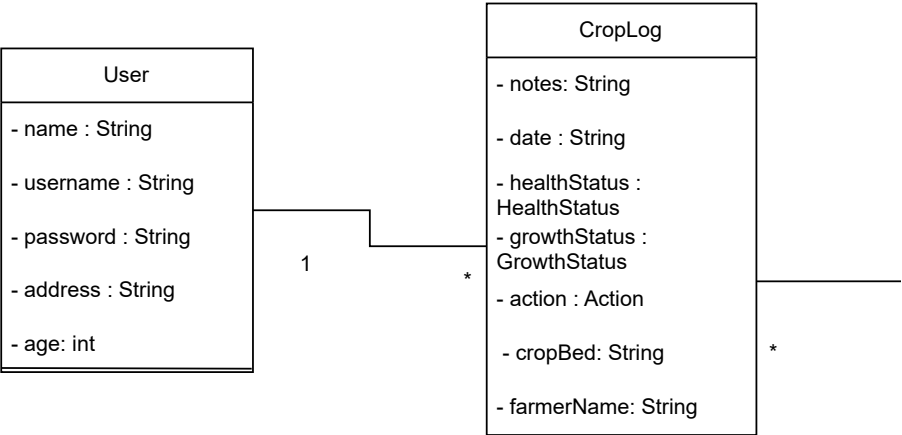 User
- name : String
- username : String
- password : String
- address : String
- age: int
1
*
CropLog
- notes: String
- date : String
- healthStatus :
HealthStatus
- growthStatus :
GrowthStatus
- action : Action
- cropBed: String
- farmerName: String
*